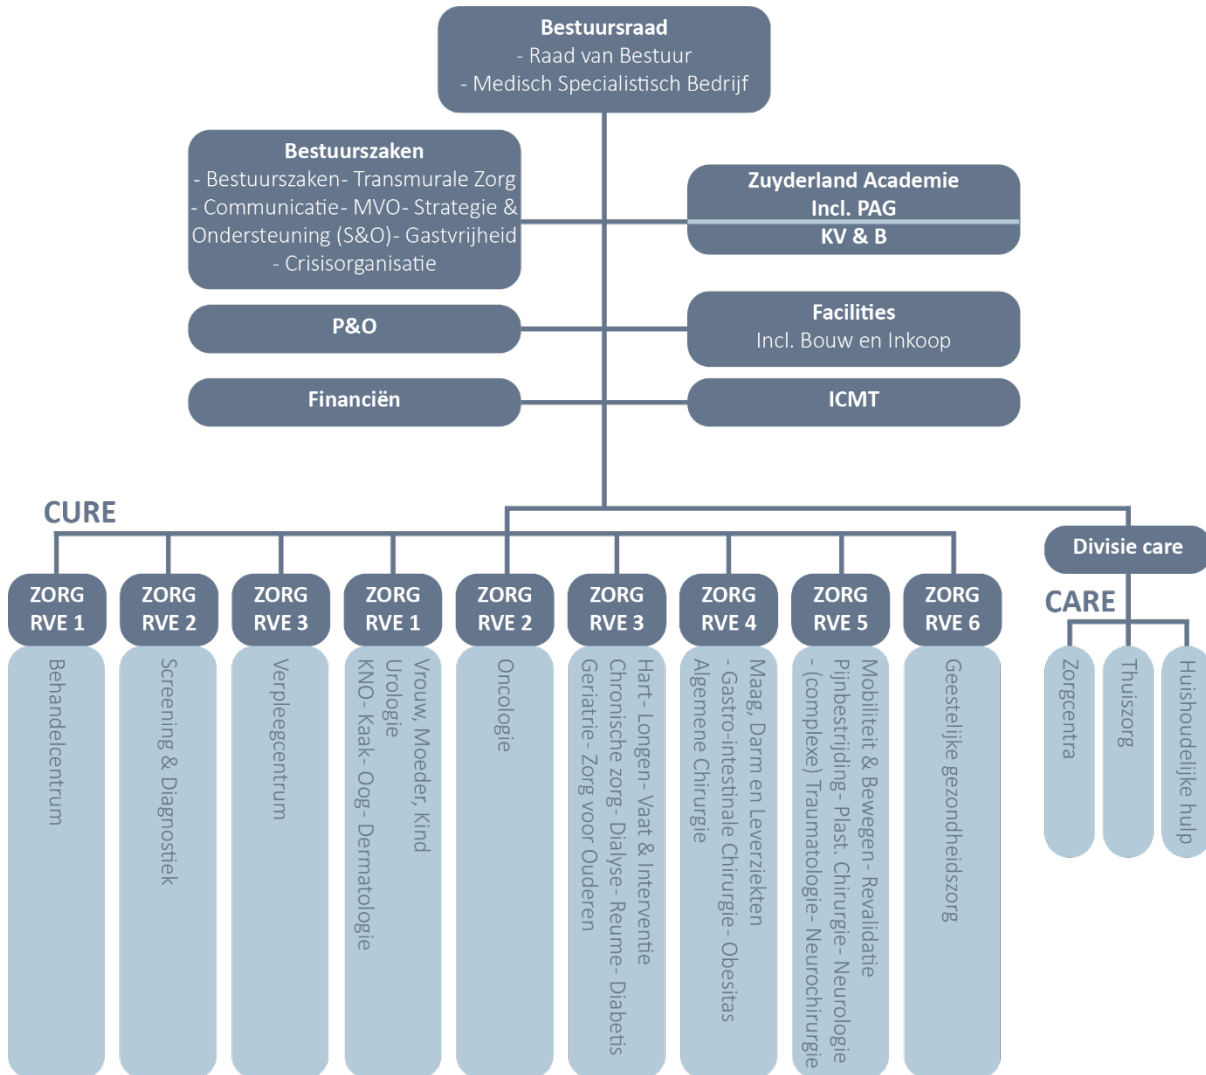 Bestuursraad
- Raad van Bestuur
- Medisch Specialistisch Bedrijf
Bestuurszaken
- Bestuurszaken- Transmurale Zorg
- Communicatie- MVO- Strategie &
Ondersteuning (S&O)- Gastvrijheid
- Crisisorganisatie
Zuyderland Academie
Incl. PAG
KV & B
P&O
Facilities
Incl. Bouw en Inkoop
Financiën
ICMT
CURE
Divisie care
CARE
ZORG
RVE 1
Behandelcentrum
ZORG
RVE 2
Screening & Diagnostiek
ZORG
RVE 3
Verpleegcentrum
ZORG
RVE 1
Vrouw, Moeder, Kind
Urologie
KNO- Kaak- Oog- Dermatologie
ZORG
RVE 2
Oncologie
ZORG
RVE 3
Hart- Longen- Vaat & Interventie
Chronische zorg- Dialyse- Reume- Diabetis
Geriatrie- Zorg voor Ouderen
ZORG
RVE 4
Maag, Darm en Leverziekten
- Gastro-intestinale Chirurgie- Obesitas
Algemene Chirurgie
ZORG
RVE 5
Mobiliteit & Bewegen- Revalidatie
Pijnbestrijding- Plast. Chirurgie- Neurologie
- (complexe) Traumatologie- Neurochirurgie
ZORG
RVE 6
Geestelijke gezondheidszorg
Zorgcentra
Thuiszorg
Huishoudelijke hulp